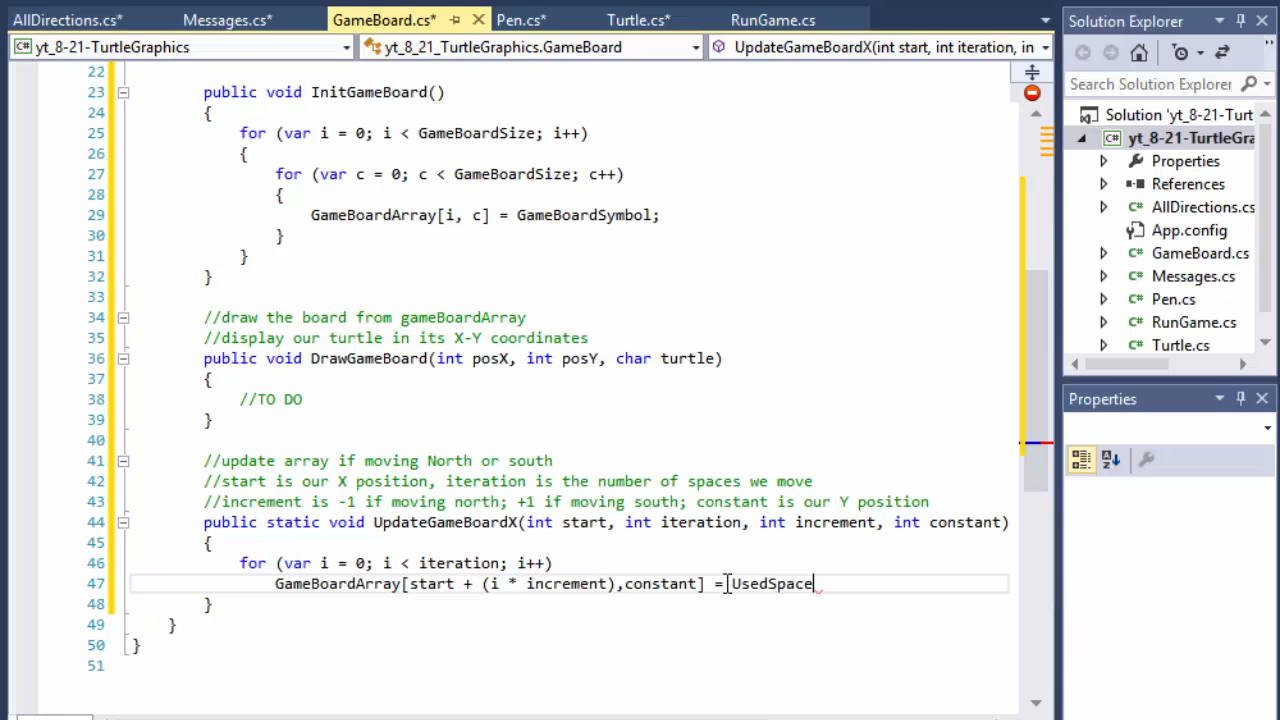 AllDirections.cs* Messages.cs* GameBoard.cs* Pen.cs* Turtle.cs* RunGame.cs
yt_8-21-TurtleGraphics yt_8_21_TurtleGraphics.GameBoard UpdateGameBoardX(int start, int iteration, in
22
23 public void InitGameBoard()
24 {
25 for (var i = 0; i < GameBoardSize; i++)
26 {
27 for (var c = 0; c < GameBoardSize; c++)
28 {
29 GameBoardArray[i, c] = GameBoardSymbol;
30 }
31 }
32 }
33
34 //draw the board from gameBoardArray
35 //display our turtle in its X-Y coordinates
36 public void DrawGameBoard(int posX, int posY, char turtle)
37 {
38 //TO DO
39 }
40
41 //update array if moving North or south
42 //start is our X position, iteration is the number of spaces we move
43 //increment is -1 if moving north; +1 if moving south; constant is our Y position
44 public static void UpdateGameBoardX(int start, int iteration, int increment, int constant)
45 {
46 for (var i = 0; i < iteration; i++)
47 GameBoardArray[start + (i * increment),constant] = UsedSpace
48 }
49 }
50 }
51
Solution Explorer
Search Solution Explorer
Solution 'yt_8-21-Turt
C# yt_8-21-TurtleGra
Properties
References
C# AllDirections.cs
App.config
C# GameBoard.cs
C# Messages.cs
C# Pen.cs
C# RunGame.cs
C# Turtle.cs
Properties